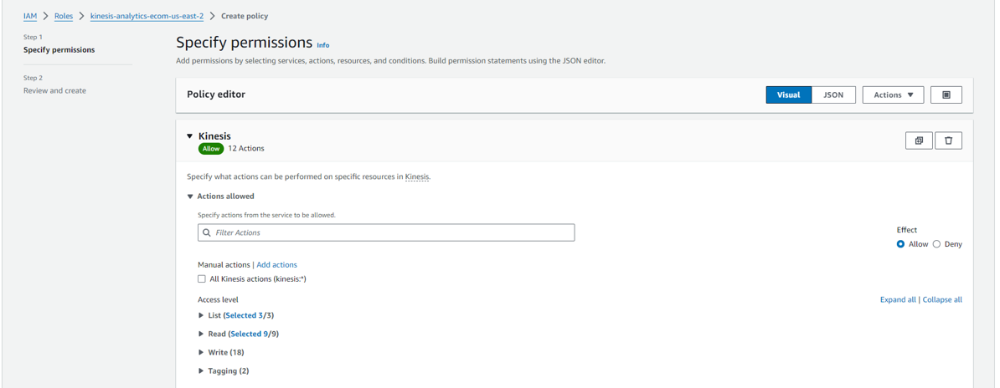 IAM > Roles > kinesis-analytics-ecom-us-east-2 > Create policy
Step 1
Specify permissions
Step 2
Review and create
Specify permissions Info
Add permissions by selecting services, actions, resources, and conditions. Build permission statements using the JSON editor.
Policy editor
Visual JSON Actions
Kinesis
Allow 12 Actions
Specify what actions can be performed on specific resources in Kinesis.
Actions allowed
Specify actions from the service to be allowed.
Filter Actions
Effect
Allow Deny
Manual actions | Add actions
All Kinesis actions (kinesis:*)
Access level
Expand all | Collapse all
List (Selected 3/3)
Read (Selected 9/9)
Write (18)
Tagging (2)